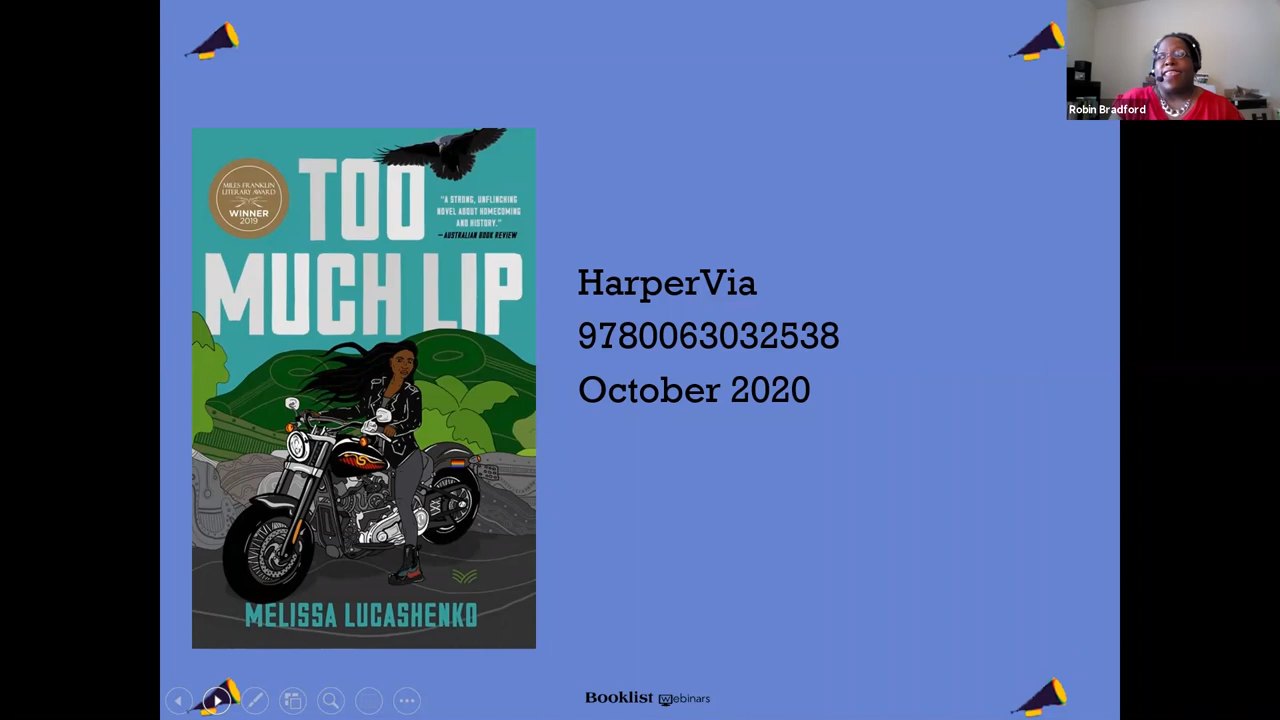 Robin Bradford
MILES FRANKLIN
LITERARY AWARD
WINNER
2019
TOO
MUCH LIP
"A STRONG, UNFLINCHING
NOVEL ABOUT HOMECOMING
AND HISTORY."
—AUSTRALIAN BOOK REVIEW
MELISSA LUCASHENKO
HarperVia
9780063032538
October 2020
Booklist Webinars